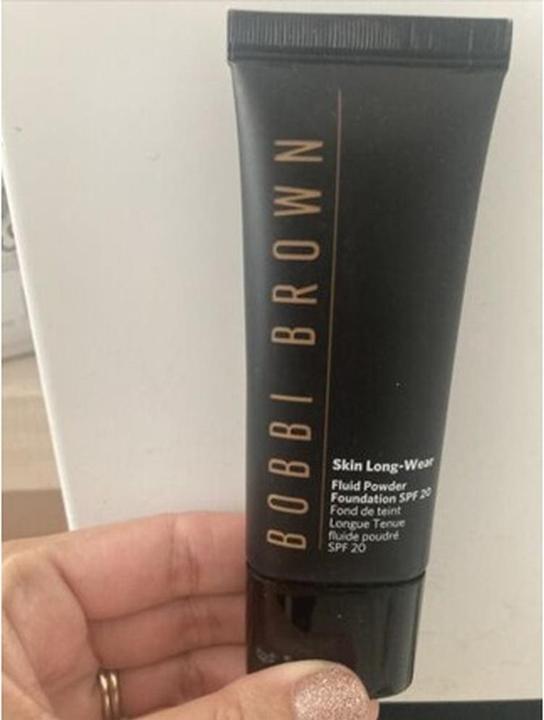 BOBBI BROWN
Skin Long-Wear
Fluid Powder
Foundation SPF 20
Fond de teint
Longue Tenue
fluide poudré
SPF 20